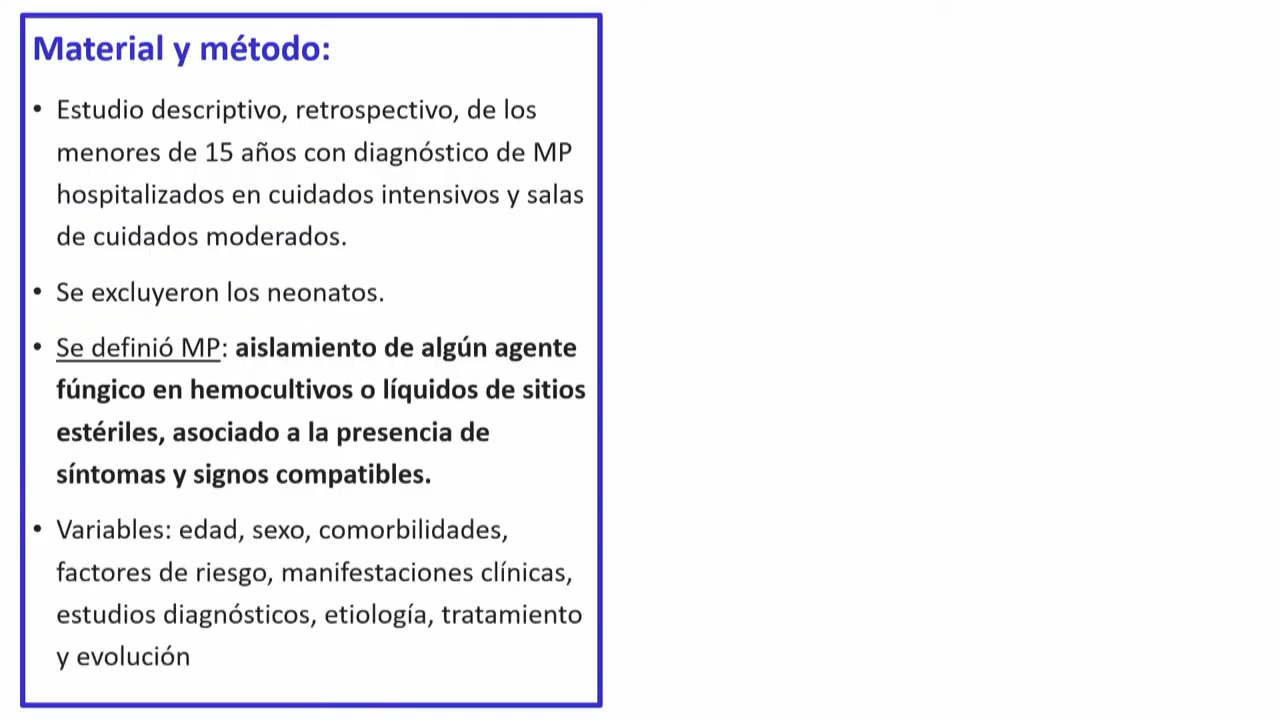 Material y método:
• Estudio descriptivo, retrospectivo, de los
menores de 15 años con diagnóstico de MP
hospitalizados en cuidados intensivos y salas
de cuidados moderados.
• Se excluyeron los neonatos.
• Se definió MP: aislamiento de algún agente
fúngico en hemocultivos o líquidos de sitios
estériles, asociado a la presencia de
síntomas y signos compatibles.
• Variables: edad, sexo, comorbilidades,
factores de riesgo, manifestaciones clínicas,
estudios diagnósticos, etiología, tratamiento
y evolución